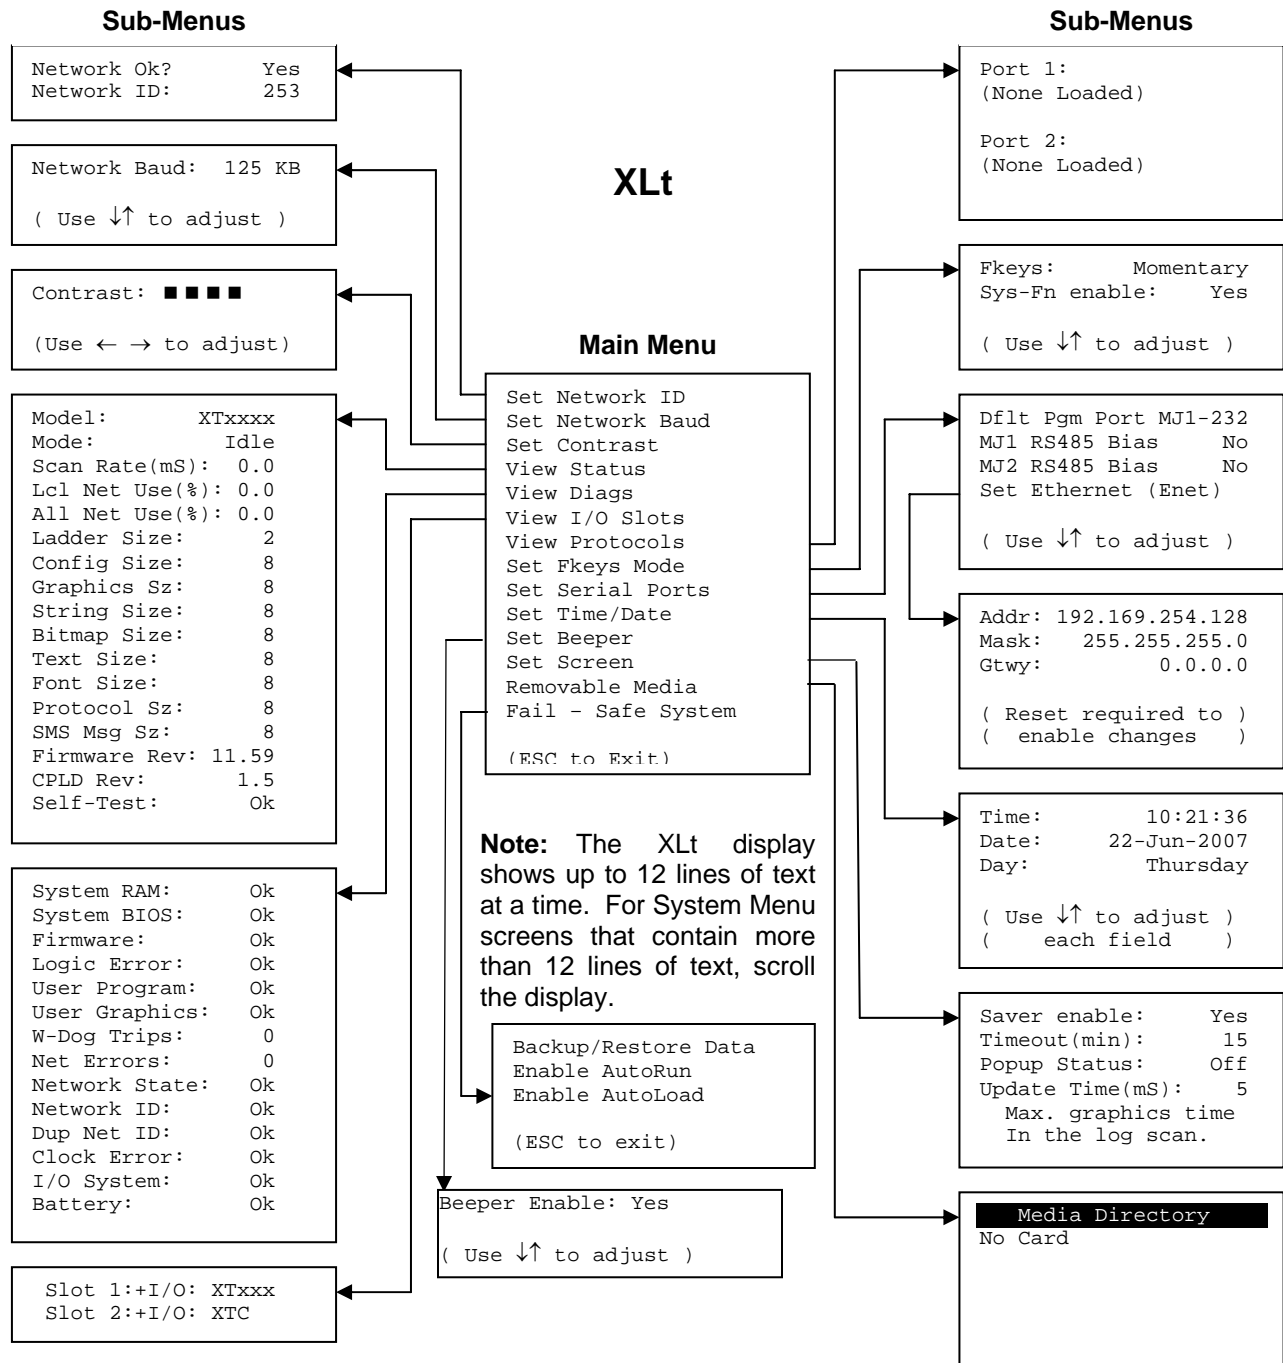 Sub-Menus
Network Ok? Yes
Network ID: 253
Network Baud: 125 KB
( Use ↓↑ to adjust )
Contrast: ■ ■ ■ ■
(Use ← → to adjust)
Model: XTxxxx
Mode: Idle
Scan Rate(mS): 0.0
Lcl Net Use(%): 0.0
All Net Use(%): 0.0
Ladder Size: 2
Config Size: 8
Graphics Sz: 8
String Size: 8
Bitmap Size: 8
Text Size: 8
Font Size: 8
Protocol Sz: 8
SMS Msg Sz: 8
Firmware Rev: 11.59
CPLD Rev: 1.5
Self-Test: Ok
System RAM: Ok
System BIOS: Ok
Firmware: Ok
Logic Error: Ok
User Program: Ok
User Graphics: Ok
W-Dog Trips: 0
Net Errors: 0
Network State: Ok
Network ID: Ok
Dup Net ID: Ok
Clock Error: Ok
I/O System: Ok
Battery: Ok
Slot 1:+I/O: XTxxx
Slot 2:+I/O: XTC
XLt
Main Menu
Set Network ID
Set Network Baud
Set Contrast
View Status
View Diags
View I/O Slots
View Protocols
Set Fkeys Mode
Set Serial Ports
Set Time/Date
Set Beeper
Set Screen
Removable Media
Fail – Safe System
(ESC to Exit)
Note: The XLt display
shows up to 12 lines of text
at a time. For System Menu
screens that contain more
than 12 lines of text, scroll
the display.
Backup/Restore Data
Enable AutoRun
Enable AutoLoad
(ESC to exit)
Beeper Enable: Yes
( Use ↓↑ to adjust )
Sub-Menus
Port 1:
(None Loaded)
Port 2:
(None Loaded)
Fkeys: Momentary
Sys-Fn enable: Yes
( Use ↓↑ to adjust )
Dflt Pgm Port MJ1-232
MJ1 RS485 Bias No
MJ2 RS485 Bias No
Set Ethernet (Enet)
( Use ↓↑ to adjust )
Addr: 192.169.254.128
Mask: 255.255.255.0
Gtwy: 0.0.0.0
( Reset required to )
( enable changes )
Time: 10:21:36
Date: 22-Jun-2007
Day: Thursday
( Use ↓↑ to adjust )
( each field )
Saver enable: Yes
Timeout(min): 15
Popup Status: Off
Update Time(mS): 5
Max. graphics time
In the log scan.
Media Directory
No Card